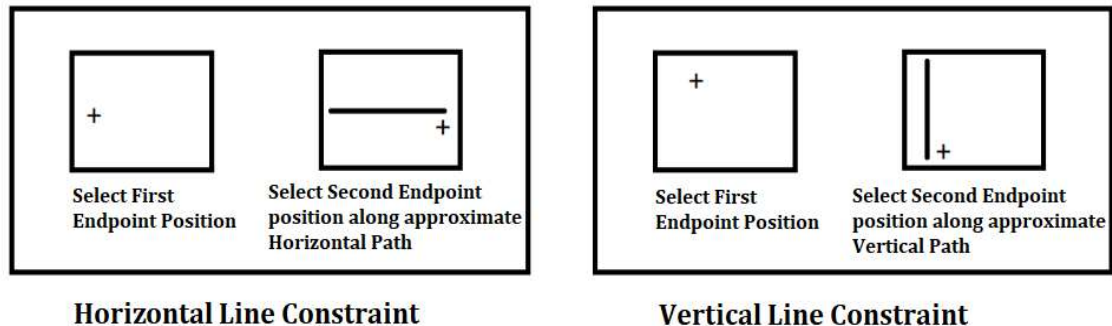 Select First
Endpoint Position
Select Second Endpoint
position along approximate
Horizontal Path
Horizontal Line Constraint
Select First
Endpoint Position
Select Second Endpoint
position along approximate
Vertical Path
Vertical Line Constraint